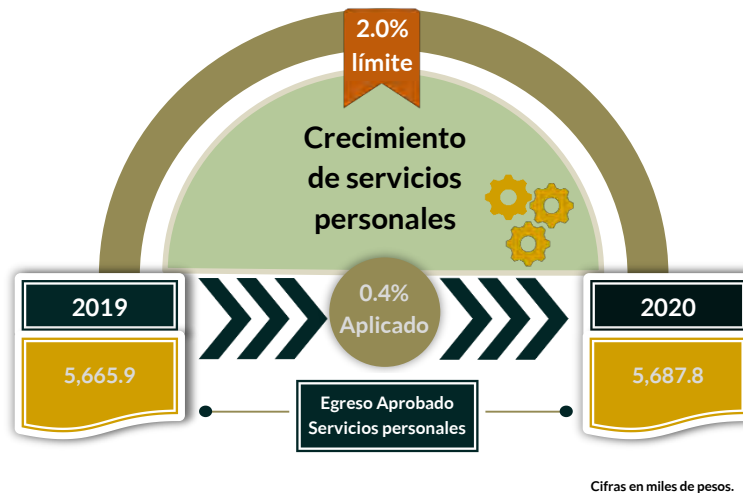 2.0%
límite
Crecimiento
de servicios
personales
2019
0.4%
Aplicado
2020
5,665.9
5,687.8
Egreso Aprobado
Servicios personales
Cifras en miles de pesos.